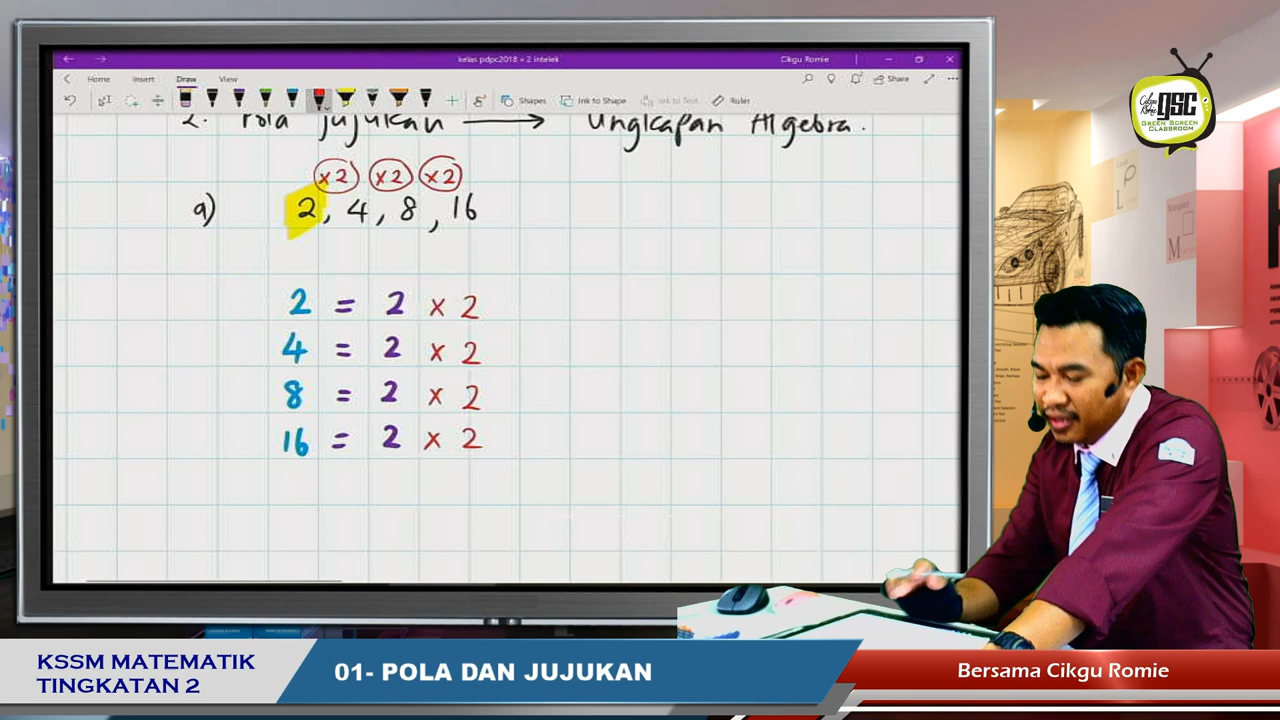 kelas pdpc2018 + 2 intelek
Cikgu Romie
Home Insert Draw View
Share
Shapes Ink to Shape Ink to Text Ruler
2. Pola jujukan → Ungkapan Algebra.
×2 ×2 ×2
a) 2, 4, 8, 16
2 = 2 × 2
4 = 2 × 2
8 = 2 × 2
16 = 2 × 2
Cikgu Romie GSC
GREEN SCREEN
CLASSROOM
KSSM MATEMATIK
TINGKATAN 2
01- POLA DAN JUJUKAN
Bersama Cikgu Romie